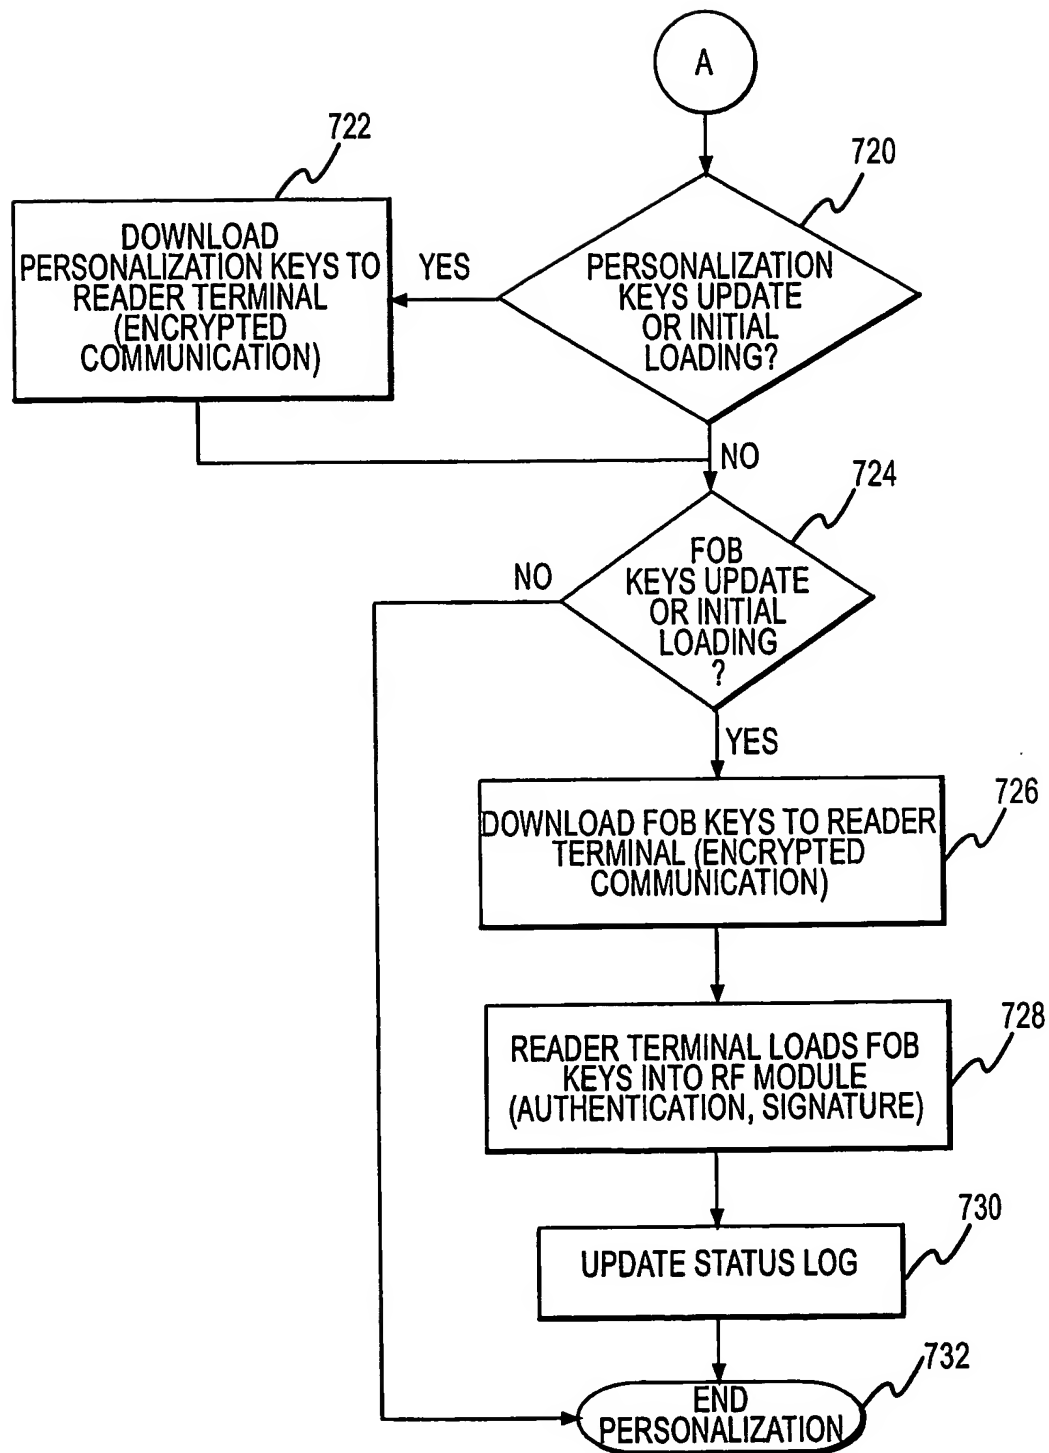 A
722
720
DOWNLOAD
PERSONALIZATION KEYS TO
READER TERMINAL
(ENCRYPTED
COMMUNICATION)
YES
PERSONALIZATION
KEYS UPDATE
OR INITIAL
LOADING?
NO
724
FOB
KEYS UPDATE
OR INITIAL
LOADING
?
NO
YES
726
DOWNLOAD FOB KEYS TO READER
TERMINAL (ENCRYPTED
COMMUNICATION)
728
READER TERMINAL LOADS FOB
KEYS INTO RF MODULE
(AUTHENTICATION, SIGNATURE)
730
UPDATE STATUS LOG
732
END
PERSONALIZATION